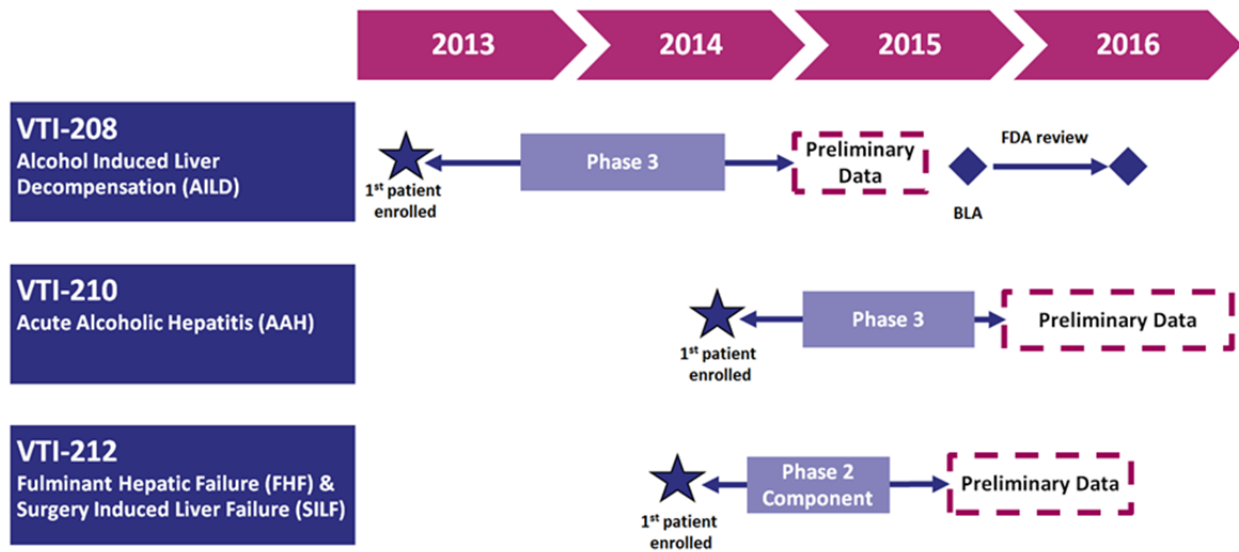 2013
2014
2015
2016
VTI-208
Alcohol Induced Liver
Decompensation (AILD)
1st patient
enrolled
Phase 3
Preliminary
Data
BLA
FDA review
VTI-210
Acute Alcoholic Hepatitis (AAH)
1st patient
enrolled
Phase 3
Preliminary Data
VTI-212
Fulminant Hepatic Failure (FHF) &
Surgery Induced Liver Failure (SILF)
1st patient
enrolled
Phase 2
Component
Preliminary Data